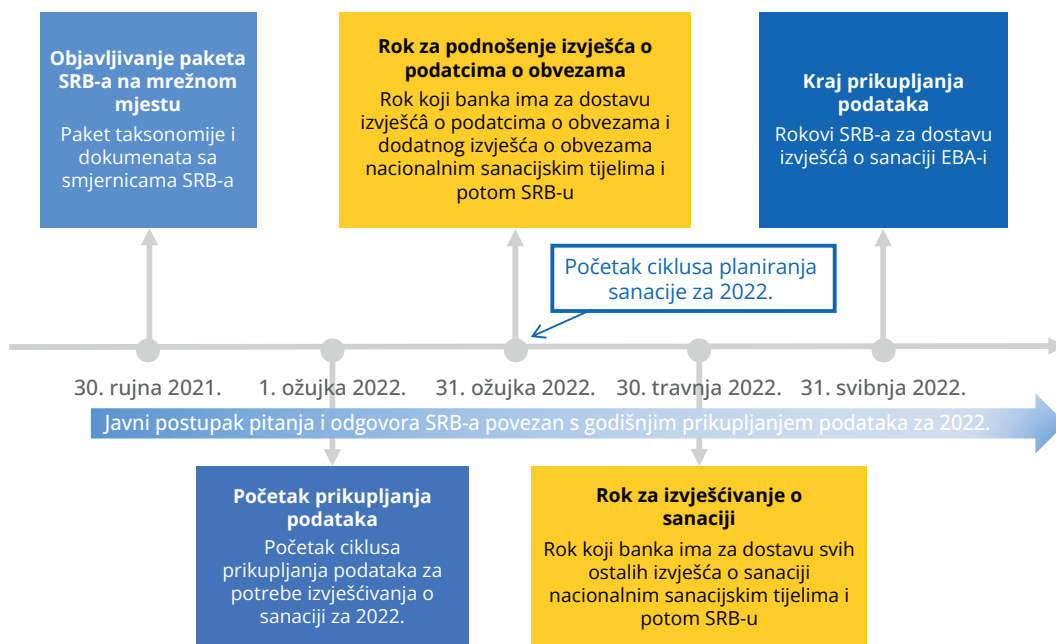 Objavljivanje paketa
SRB-a na mrežnom
mjestu
Paket taksonomije i
dokumenata sa
smjernicama SRB-a
Rok za podnošenje izvješća o
podatcima o obvezama
Rok koji banka ima za dostavu
izvješćâ o podatcima o obvezama i
dodatnog izvješća o obvezama
nacionalnim sanacijskim tijelima i
potom SRB-u
Kraj prikupljanja
podataka
Rokovi SRB-a za dostavu
izvješćâ o sanaciji EBA-i
Početak ciklusa planiranja
sanacije za 2022.
30. rujna 2021.
1. ožujka 2022.
31. ožujka 2022.
30. travnja 2022.
31. svibnja 2022.
Javni postupak pitanja i odgovora SRB-a povezan s godišnjim prikupljanjem podataka za 2022.
Početak prikupljanja
podataka
Početak ciklusa
prikupljanja podataka za
potrebe izvješćivanja o
sanaciji za 2022.
Rok za izvješćivanje o
sanaciji
Rok koji banka ima za dostavu svih
ostalih izvješća o sanaciji
nacionalnim sanacijskim tijelima i
potom SRB-u